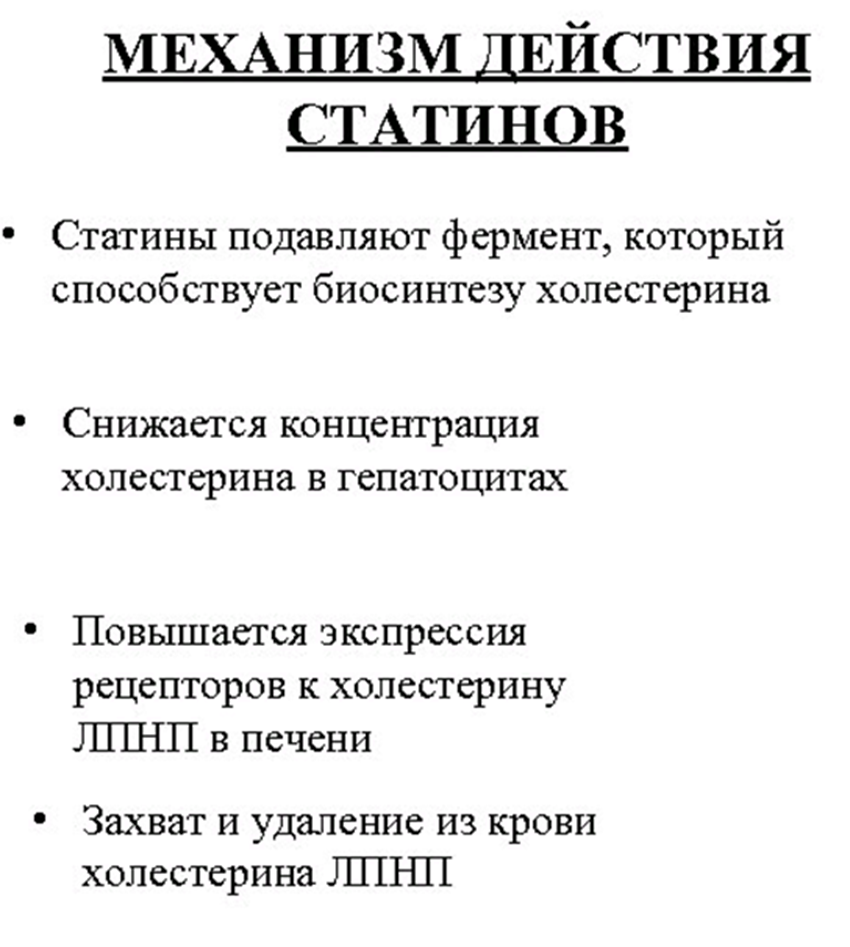 МЕХАНИЗМ ДЕЙСТВИЯ
СТАТИНОВ
• Статины подавляют фермент, который
способствует биосинтезу холестерина
• Снижается концентрация
холестерина в гепатоцитах
• Повышается экспрессия
рецепторов к холестерину
ЛПНП в печени
• Захват и удаление из крови
холестерина ЛПНП